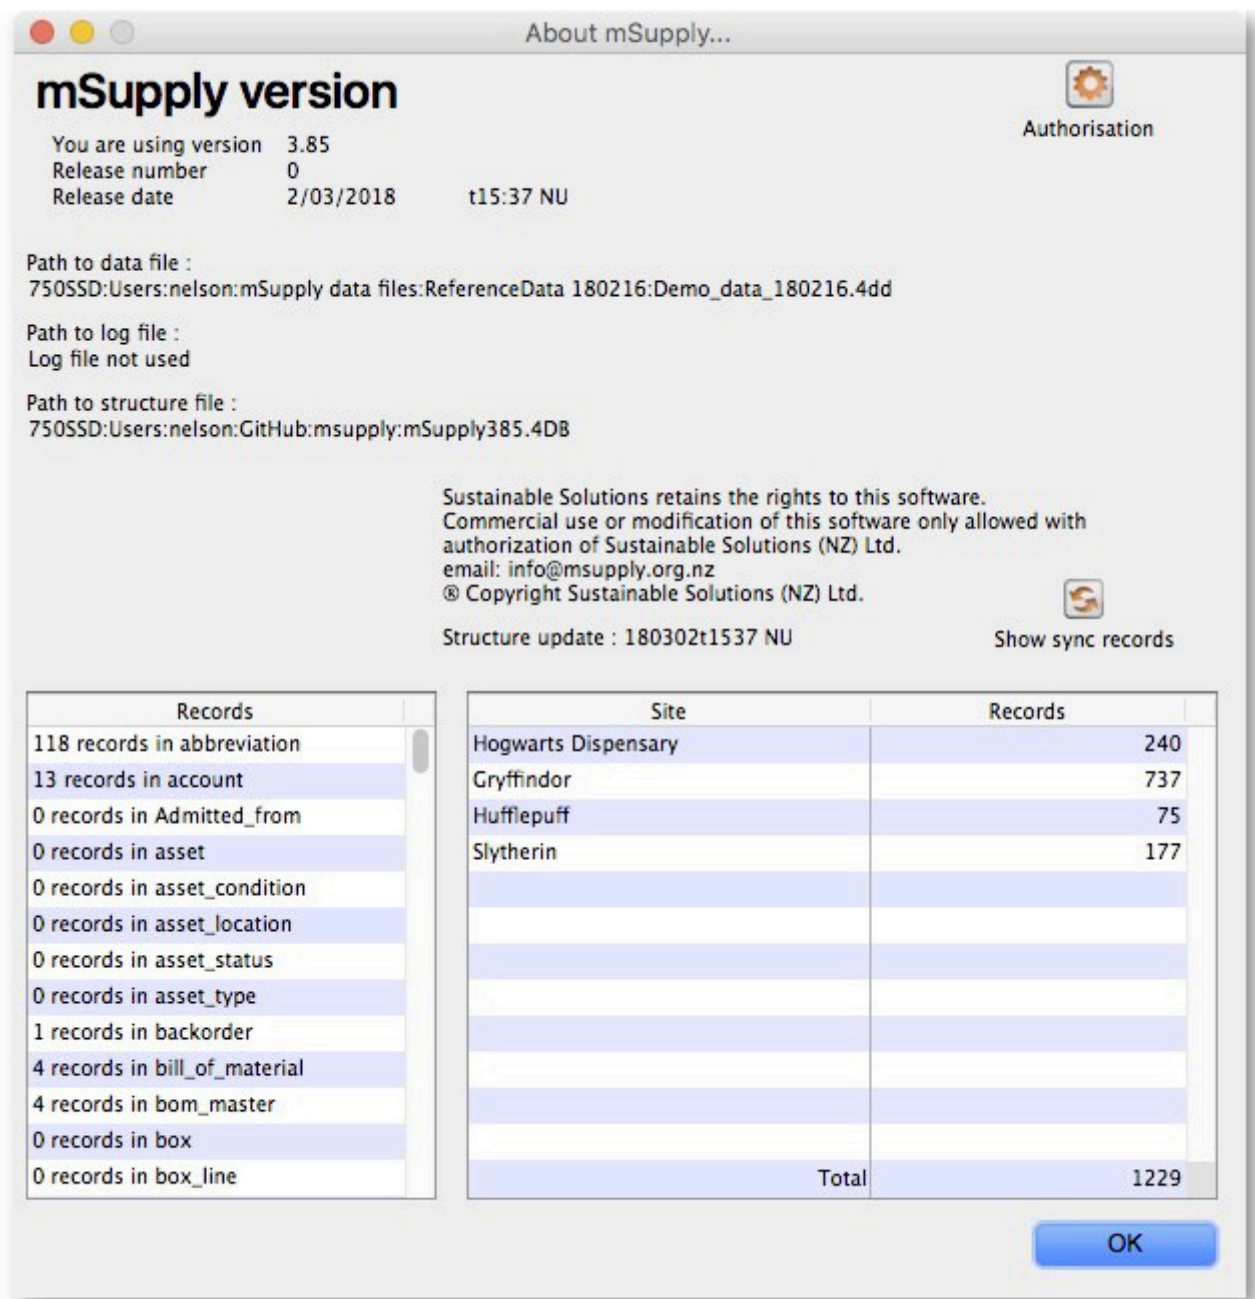 About mSupply...
mSupply version
Authorisation
You are using version 3.85
Release number 0
Release date 2/03/2018 t15:37 NU
Path to data file :
750SSD:Users:nelson:mSupply data files:ReferenceData 180216:Demo_data_180216.4dd
Path to log file :
Log file not used
Path to structure file :
750SSD:Users:nelson:GitHub:msupply:mSupply385.4DB
Sustainable Solutions retains the rights to this software.
Commercial use or modification of this software only allowed with
authorization of Sustainable Solutions (NZ) Ltd.
email: info@msupply.org.nz
® Copyright Sustainable Solutions (NZ) Ltd.
Structure update : 180302t1537 NU
Show sync records
Records
118 records in abbreviation
13 records in account
0 records in Admitted_from
0 records in asset
0 records in asset_condition
0 records in asset_location
0 records in asset_status
0 records in asset_type
1 records in backorder
4 records in bill_of_material
4 records in bom_master
0 records in box
0 records in box_line
Site Records
Hogwarts Dispensary 240
Gryffindor 737
Hufflepuff 75
Slytherin 177
Total 1229
OK